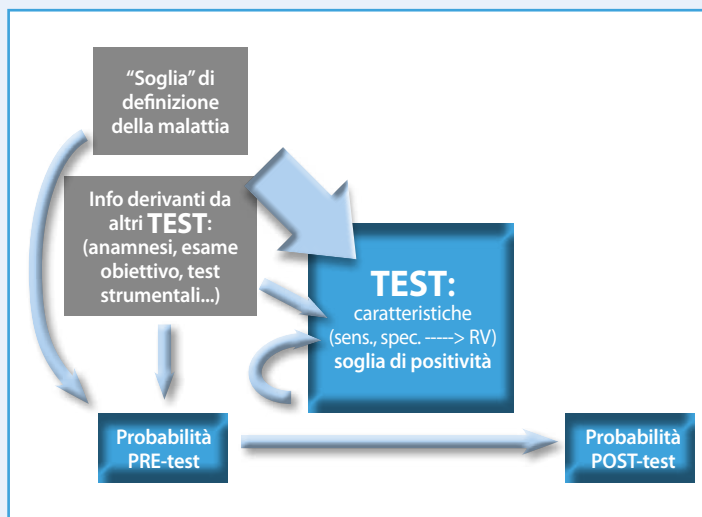 “Soglia” di
definizione
della malattia
Info derivanti da
altri TEST:
(anamnesi, esame
obiettivo, test
strumentali...)
TEST:
caratteristiche
(sens., spec. -----> RV)
soglia di positività
Probabilità
PRE-test
Probabilità
POST-test